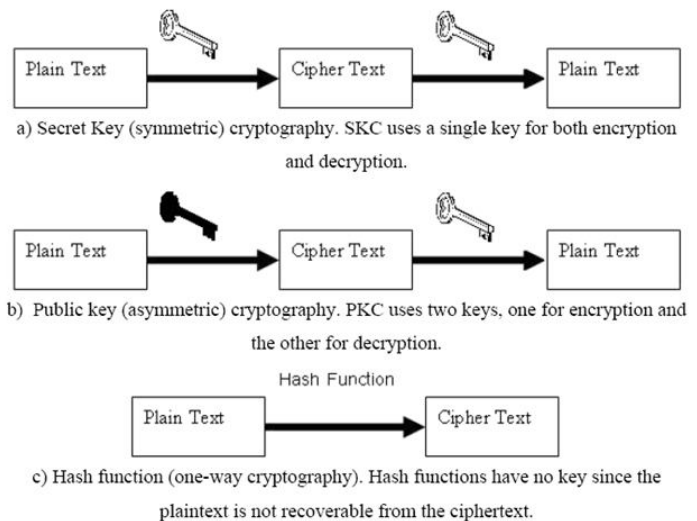 Plain Text Cipher Text Plain Text
a) Secret Key (symmetric) cryptography. SKC uses a single key for both encryption
and decryption.
Plain Text Cipher Text Plain Text
b) Public key (asymmetric) cryptography. PKC uses two keys, one for encryption and
the other for decryption.
Hash Function
Plain Text Cipher Text
c) Hash function (one-way cryptography). Hash functions have no key since the
plaintext is not recoverable from the ciphertext.